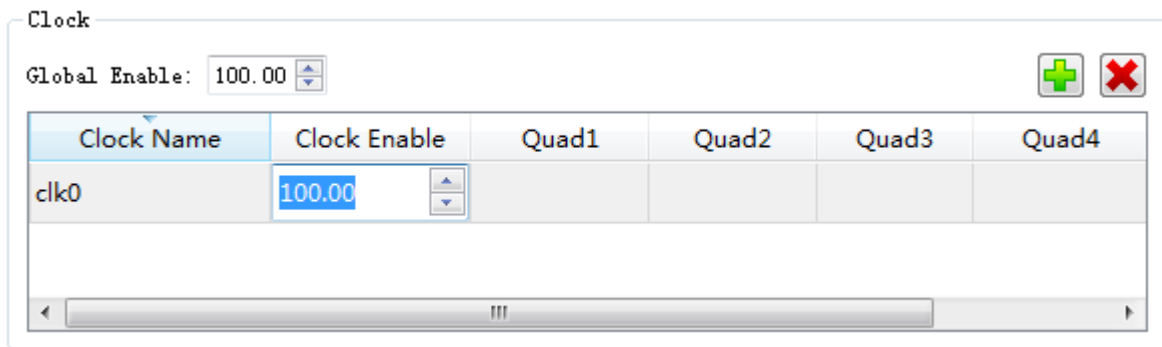 Clock
Global Enable: 100.00
Clock Name Clock Enable Quad1 Quad2 Quad3 Quad4
clk0 100.00